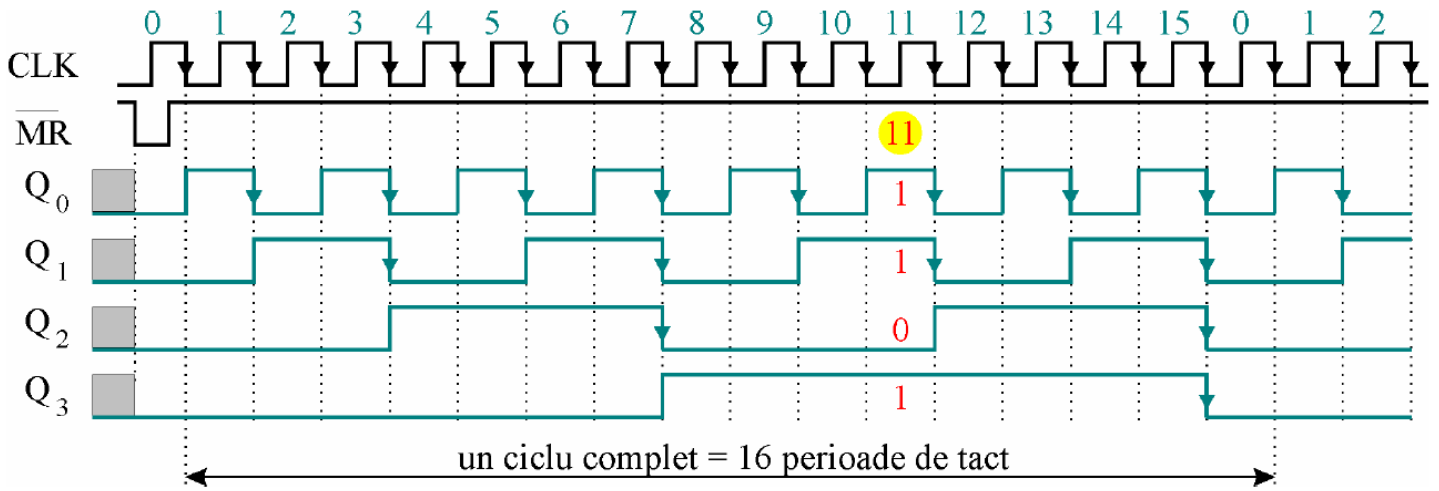 0 1 2 3 4 5 6 7 8 9 10 11 12 13 14 15 0 1 2
CLK
MR
11
Q0 1
Q1 1
Q2 0
Q3 1
un ciclu complet = 16 perioade de tact